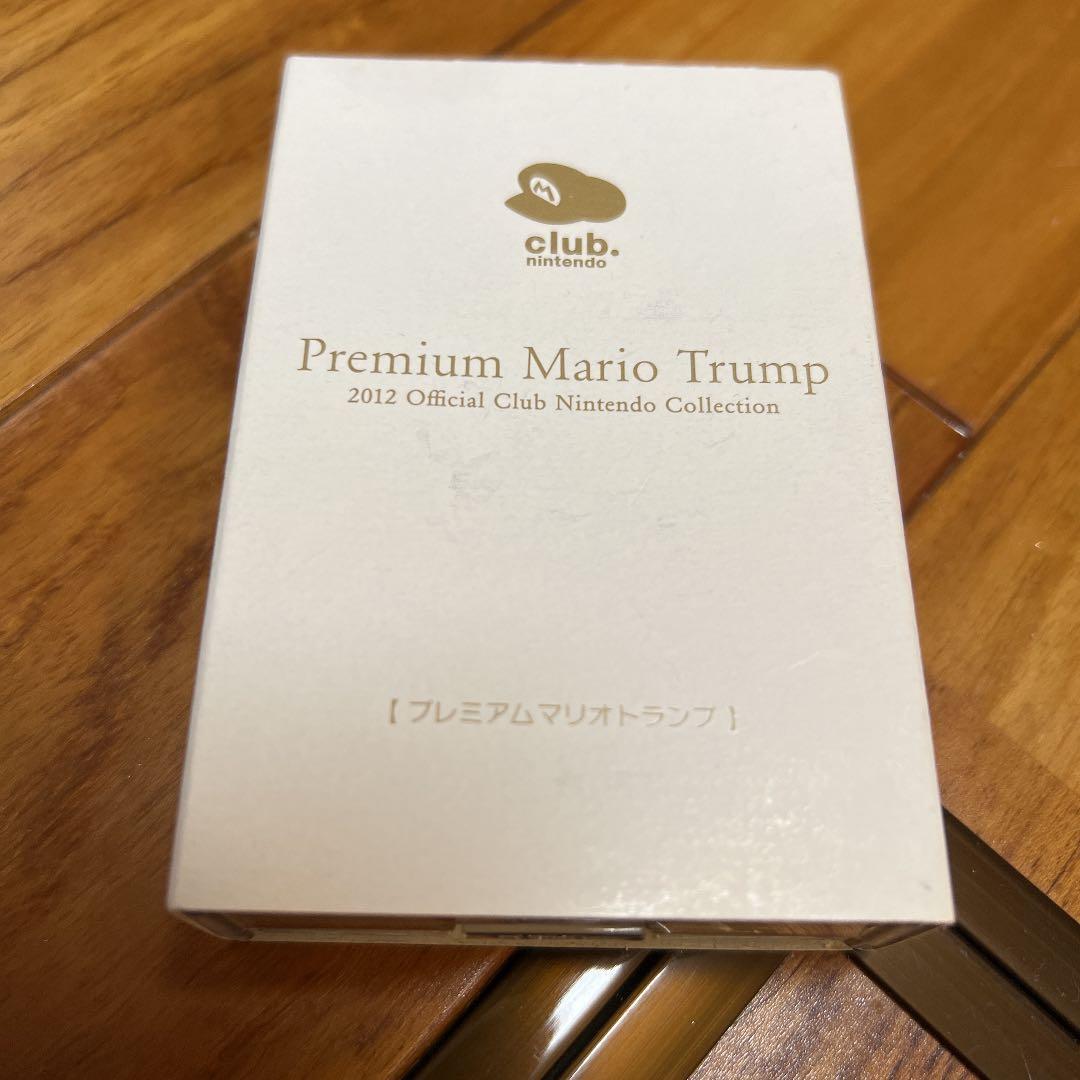 M
club.
nintendo
Premium Mario Trump
2012 Official Club Nintendo Collection
【プレミアムマリオトランプ】